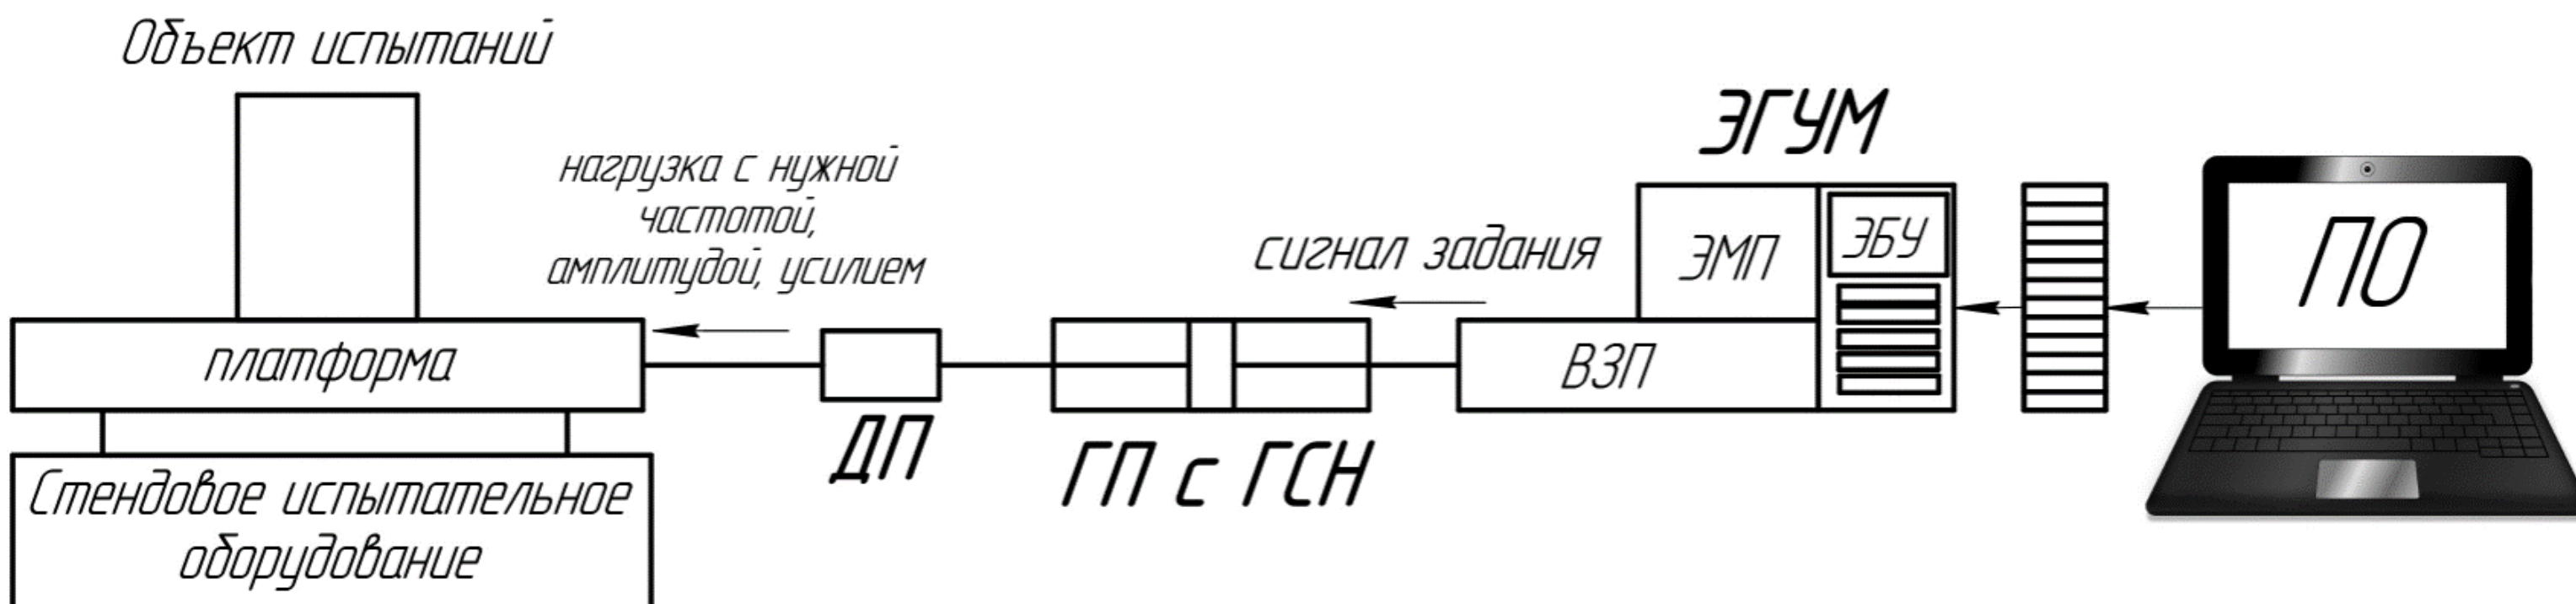 Объект испытаний
нагрузка с нужной
частотой,
амплитудой, усилием
платформа
Стендовое испытательное
оборудование
ДП
ГП с ГСН
сигнал задания
ЭГУМ
ЭМП
ЭБУ
ВЗП
ПО